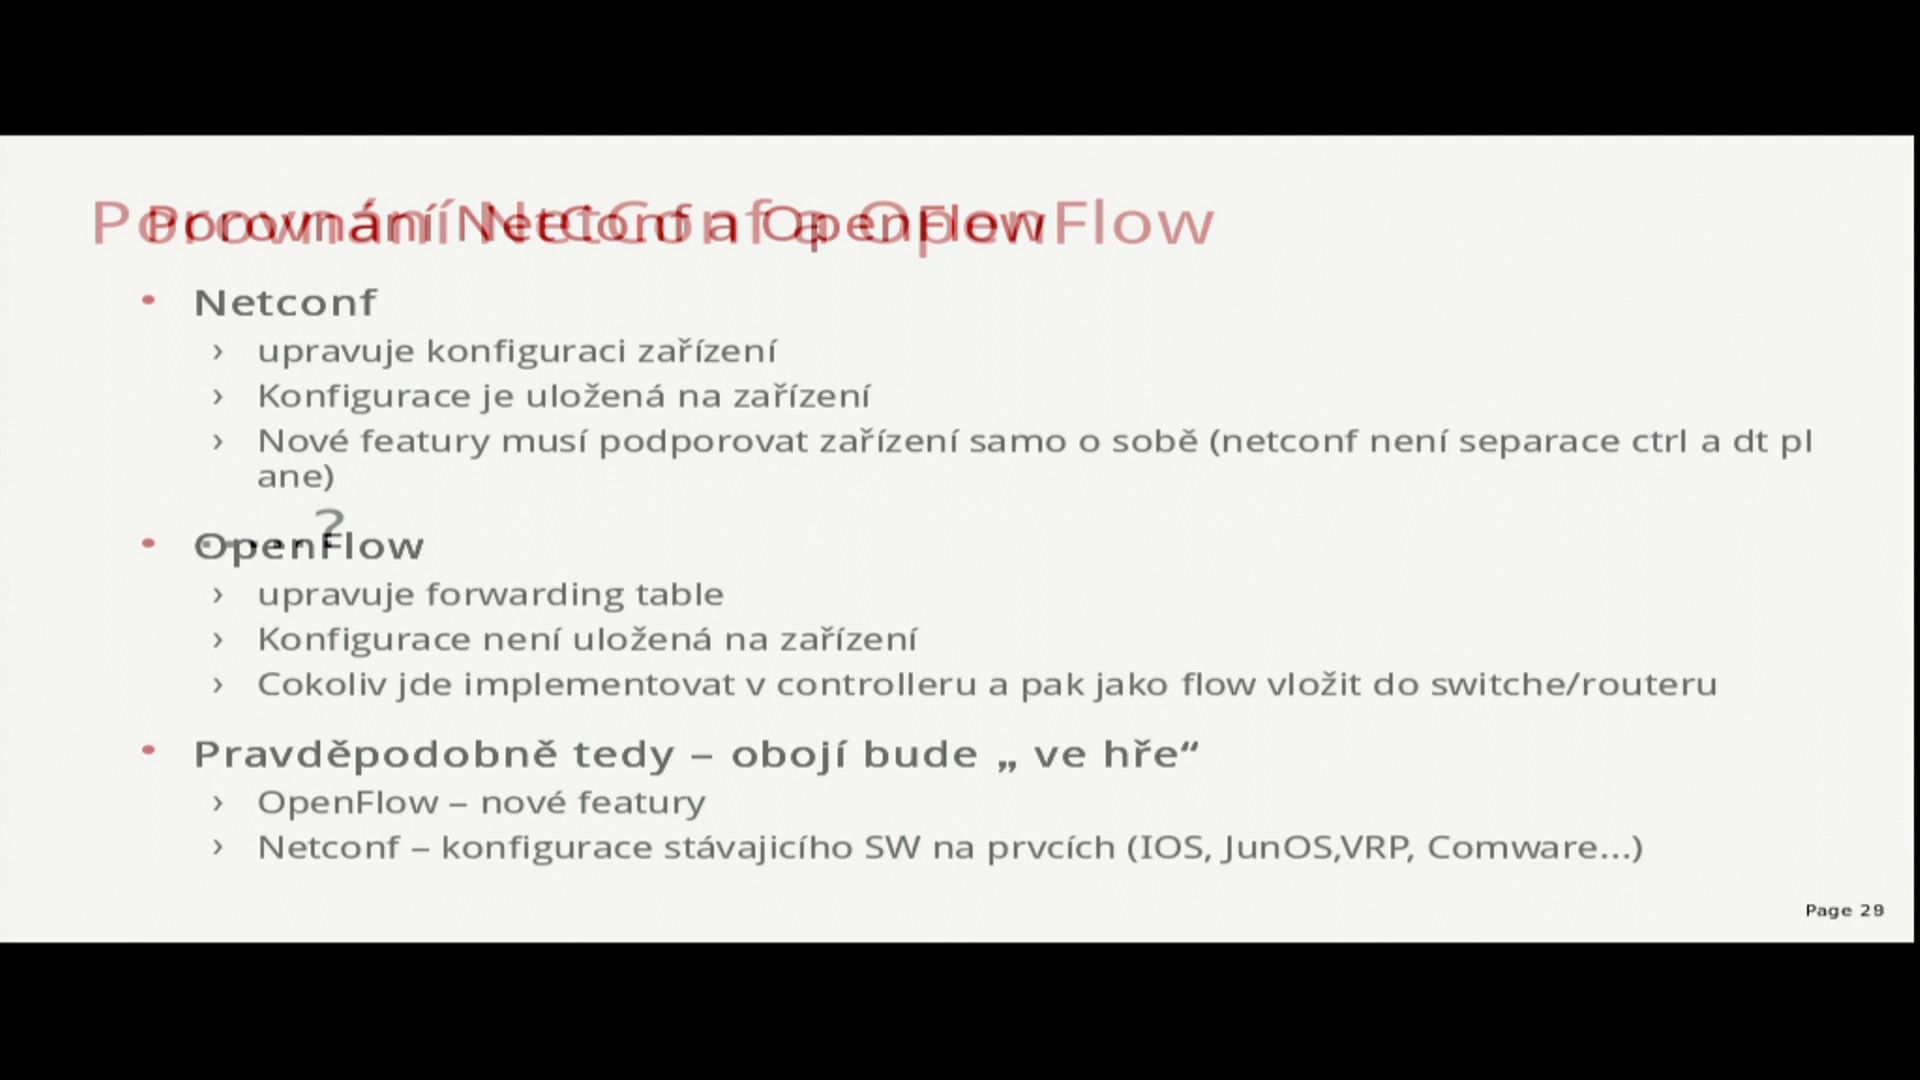 Porovnání NetConf a OpenFlow
Porovnání NetConf a OpenFlow
• Netconf
› upravuje konfiguraci zařízení
› Konfigurace je uložená na zařízení
› Nové featury musí podporovat zařízení samo o sobě (netconf není separace ctrl a dt pl
ane)
?
• OpenFlow
› upravuje forwarding table
› Konfigurace není uložená na zařízení
› Cokoliv jde implementovat v controlleru a pak jako flow vložit do switche/routeru
• Pravděpodobně tedy – obojí bude „ ve hře“
› OpenFlow – nové featury
› Netconf – konfigurace stávajicího SW na prvcích (IOS, JunOS,VRP, Comware...)
Page 29